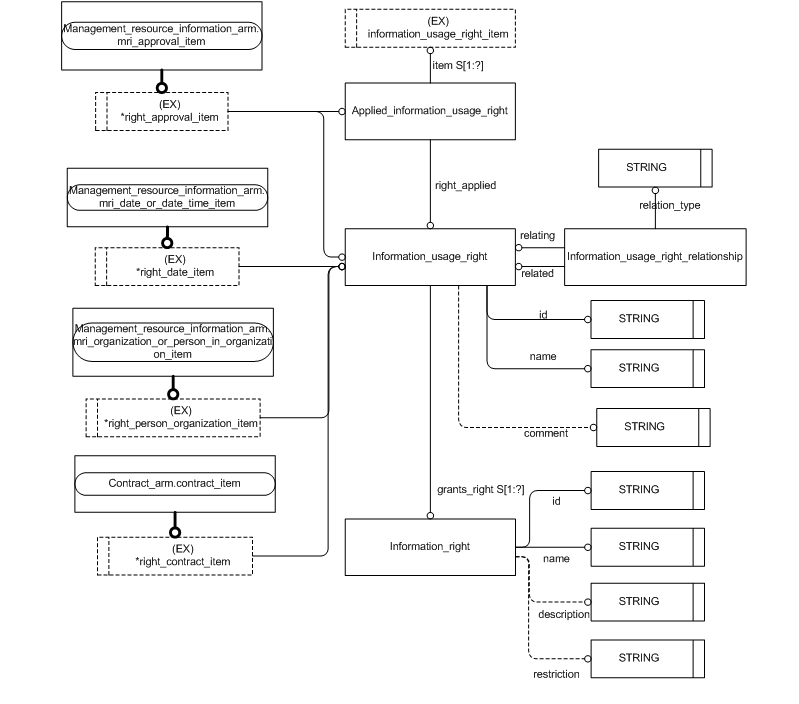 Management_resource_information_arm.
mri_approval_item
(EX)
*right_approval_item
(EX)
information_usage_right_item
item S[1:?]
Applied_information_usage_right
right_applied
Management_resource_information_arm.
mri_date_or_date_time_item
(EX)
*right_date_item
Information_usage_right
relating
related
STRING
relation_type
Information_usage_right_relationship
id
STRING
name
STRING
comment
STRING
Management_resource_information_arm.
mri_organization_or_person_in_organizati
on_item
(EX)
*right_person_organization_item
Contract_arm.contract_item
(EX)
*right_contract_item
grants_right S[1:?]
Information_right
id
STRING
name
STRING
description
STRING
restriction
STRING